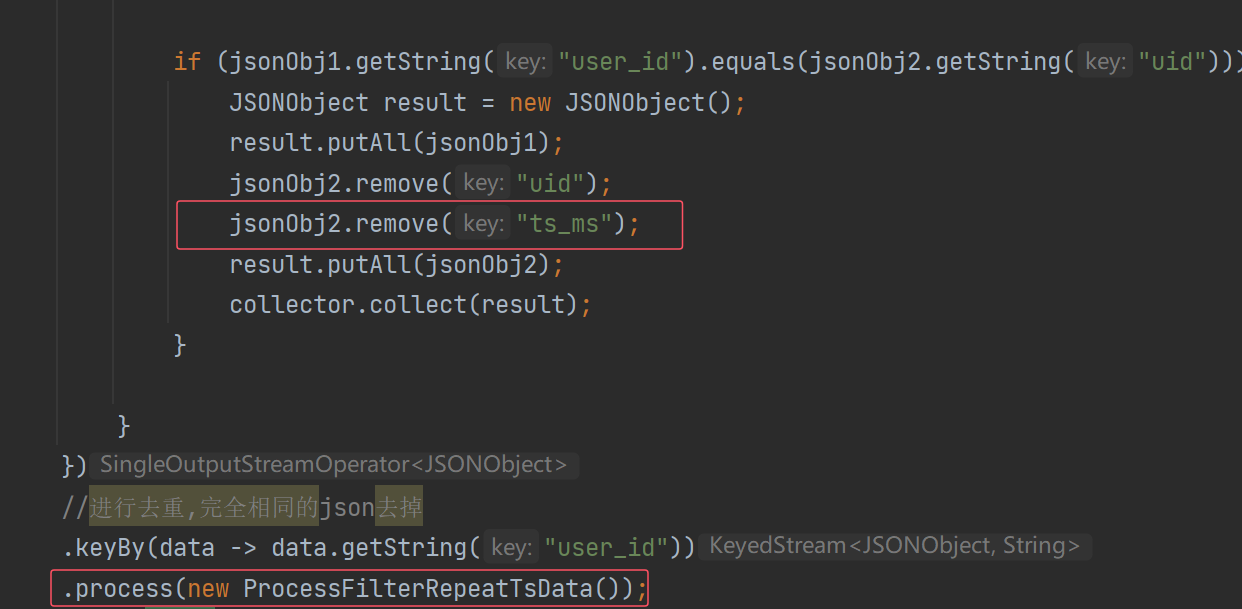 if (jsonObj1.getString( key: "user_id").equals(jsonObj2.getString( key: "uid")))
JSONObject result = new JSONObject();
result.putAll(jsonObj1);
jsonObj2.remove( key: "uid");
jsonObj2.remove( key: "ts_ms");
result.putAll(jsonObj2);
collector.collect(result);
}
}
}) SingleOutputStreamOperator<JSONObject>
//进行去重,完全相同的json去掉
.keyBy(data -> data.getString( key: "user_id")) KeyedStream<JSONObject, String>
.process(new ProcessFilterRepeatTsData());